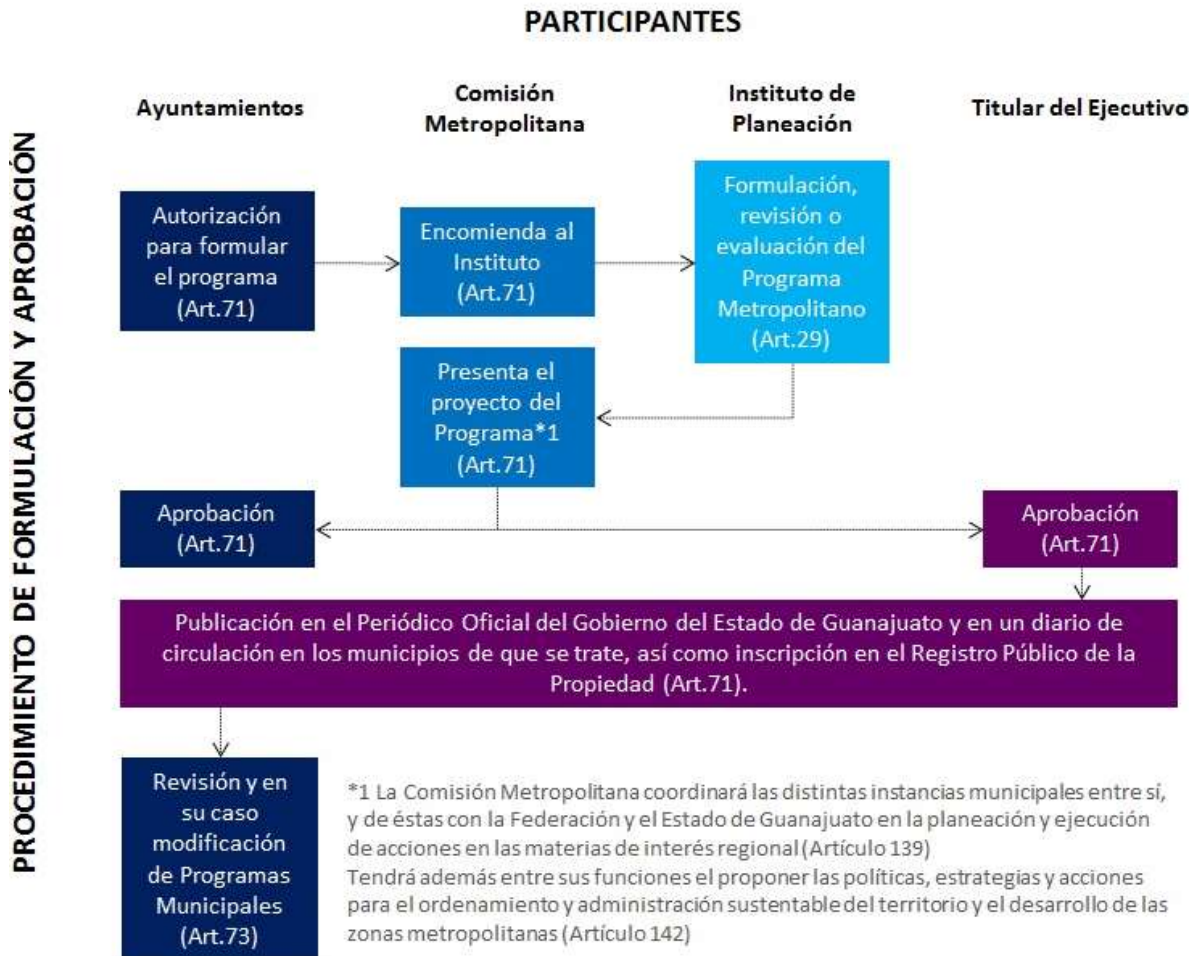 PARTICIPANTES
PROCEDIMIENTO DE FORMULACIÓN Y APROBACIÓN
Ayuntamientos
Comisión
Metropolitana
Instituto de
Planeación
Titular del Ejecutivo
Autorización
para formular
el programa
(Art.71)
Encomienda al
Instituto
(Art.71)
Formulación,
revisión o
evaluación del
Programa
Metropolitano
(Art.29)
Presenta el
proyecto del
Programa*1
(Art.71)
Aprobación
(Art.71)
Aprobación
(Art.71)
Publicación en el Periódico Oficial del Gobierno del Estado de Guanajuato y en un diario de
circulación en los municipios de que se trate, así como inscripción en el Registro Público de la
Propiedad (Art.71).
Revisión y en
su caso
modificación
de Programas
Municipales
(Art.73)
*1 La Comisión Metropolitana coordinará las distintas instancias municipales entre sí,
y de éstas con la Federación y el Estado de Guanajuato en la planeación y ejecución
de acciones en las materias de interés regional (Artículo 139)
Tendrá además entre sus funciones el proponer las políticas, estrategias y acciones
para el ordenamiento y administración sustentable del territorio y el desarrollo de las
zonas metropolitanas (Artículo 142)